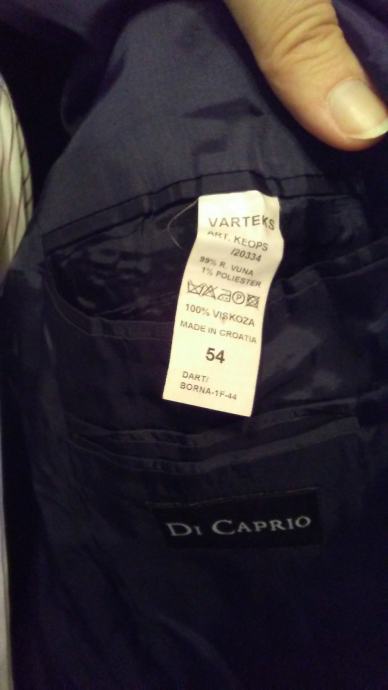 VARTEKS
ART. KEOPS
/20334
99% R. VUNA
1% POLIESTER
100% VISKOZA
MADE IN CROATIA
54
DART/
BORNA-1F-44
DI CAPRIO